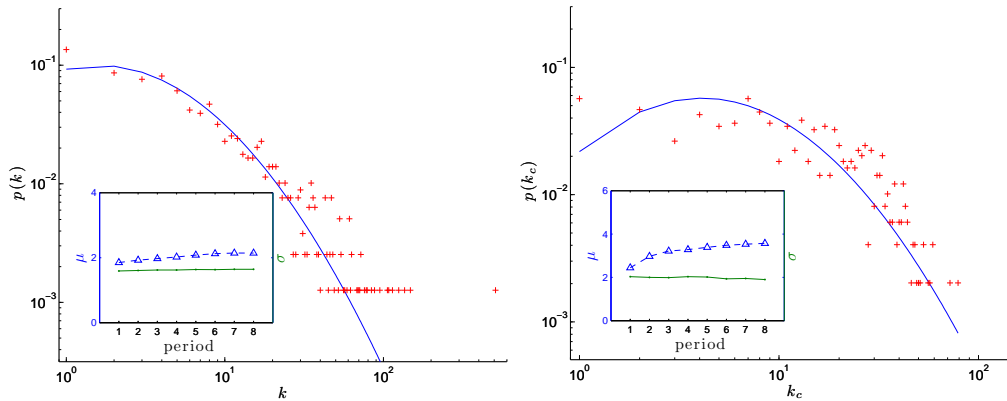 10^-1
10^-2
10^-3
p(k)
10^0 10^1 10^2
k
4
2
0
μ
σ
1 2 3 4 5 6 7 8
period
10^-1
10^-2
10^-3
p(k_c)
10^0 10^1 10^2
k_c
6
4
2
0
μ
σ
1 2 3 4 5 6 7 8
period